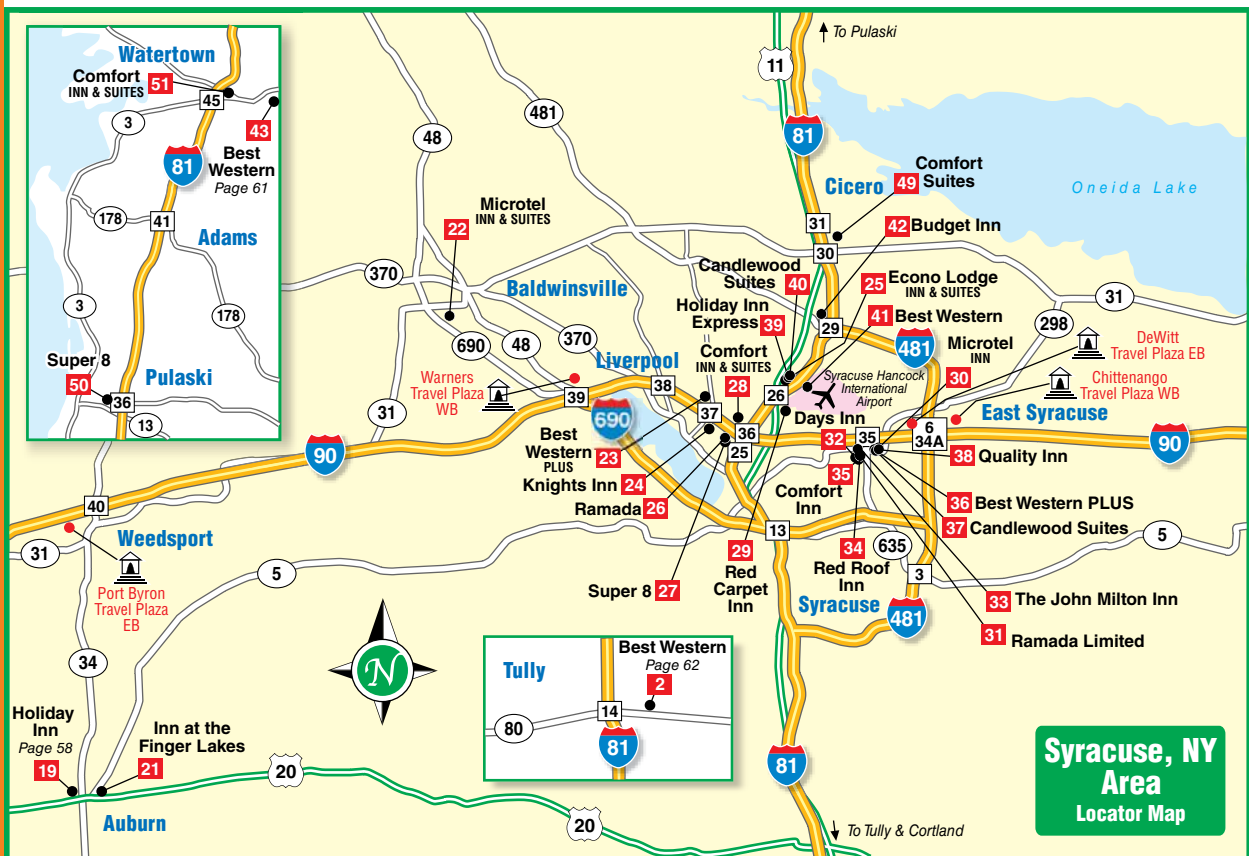 Watertown
Comfort
INN & SUITES
51
45
3
43
Best
Western
Page 61
81
178
41
Adams
3
178
Super 8
50
Pulaski
36
13
To Pulaski
11
481
48
81
Comfort
Suites
49
Cicero
Oneida Lake
31
42
Budget Inn
30
Microtel
INN & SUITES
22
370
Baldwinsville
Candlewood
Suites
40
25
Econo Lodge
INN & SUITES
Holiday Inn
Express
39
41
Best Western
31
298
29
481
690
48
370
Liverpool
Comfort
INN & SUITES
28
Microtel
INN
30
DeWitt
Travel Plaza EB
Warners
Travel Plaza
WB
38
39
Syracuse Hancock
International
Airport
26
Chittenango
Travel Plaza WB
31
690
37
Days Inn
East Syracuse
90
Best
Western
PLUS
23
36
25
32
35
6
34A
90
38
Quality Inn
Knights Inn
24
35
Comfort
Inn
36
Best Western PLUS
Ramada
26
37
Candlewood Suites
40
Weedsport
31
13
5
29
Red
Carpet
Inn
34
Red Roof
Inn
635
3
5
Port Byron
Travel Plaza
EB
Super 8
27
Syracuse
481
33
The John Milton Inn
31
Ramada Limited
34
N
Tully
Best Western
Page 62
2
14
80
81
Holiday
Inn
Page 58
19
Inn at the
Finger Lakes
21
20
81
Syracuse, NY
Area
Locator Map
Auburn
20
To Tully & Cortland